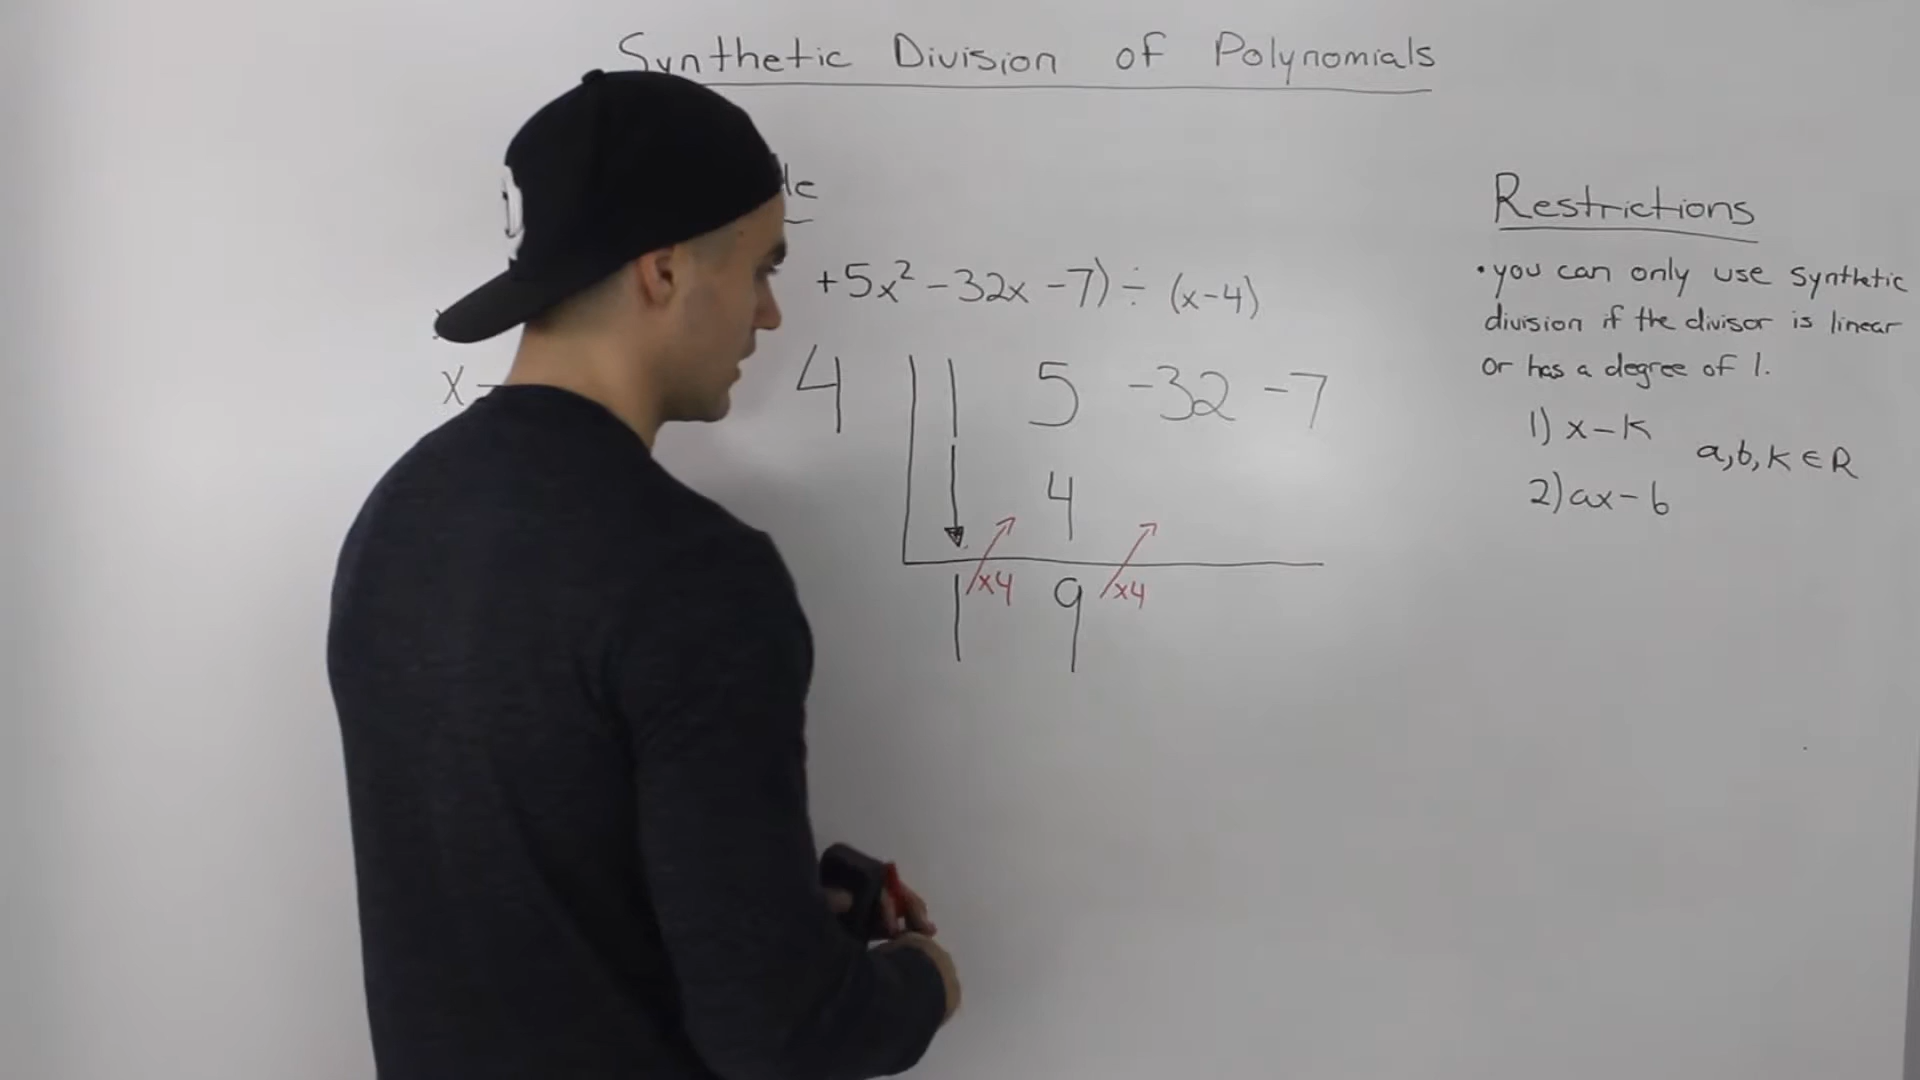 Synthetic Division of Polynomials
+5x² -32x -7) ÷ (x-4)
x-
4 1 5 -32 -7
4
x4 x4
1 9
Restrictions
• you can only use synthetic
division if the divisor is linear
or has a degree of 1.
1) x-k
a,b,k ∈ R
2) ax-b